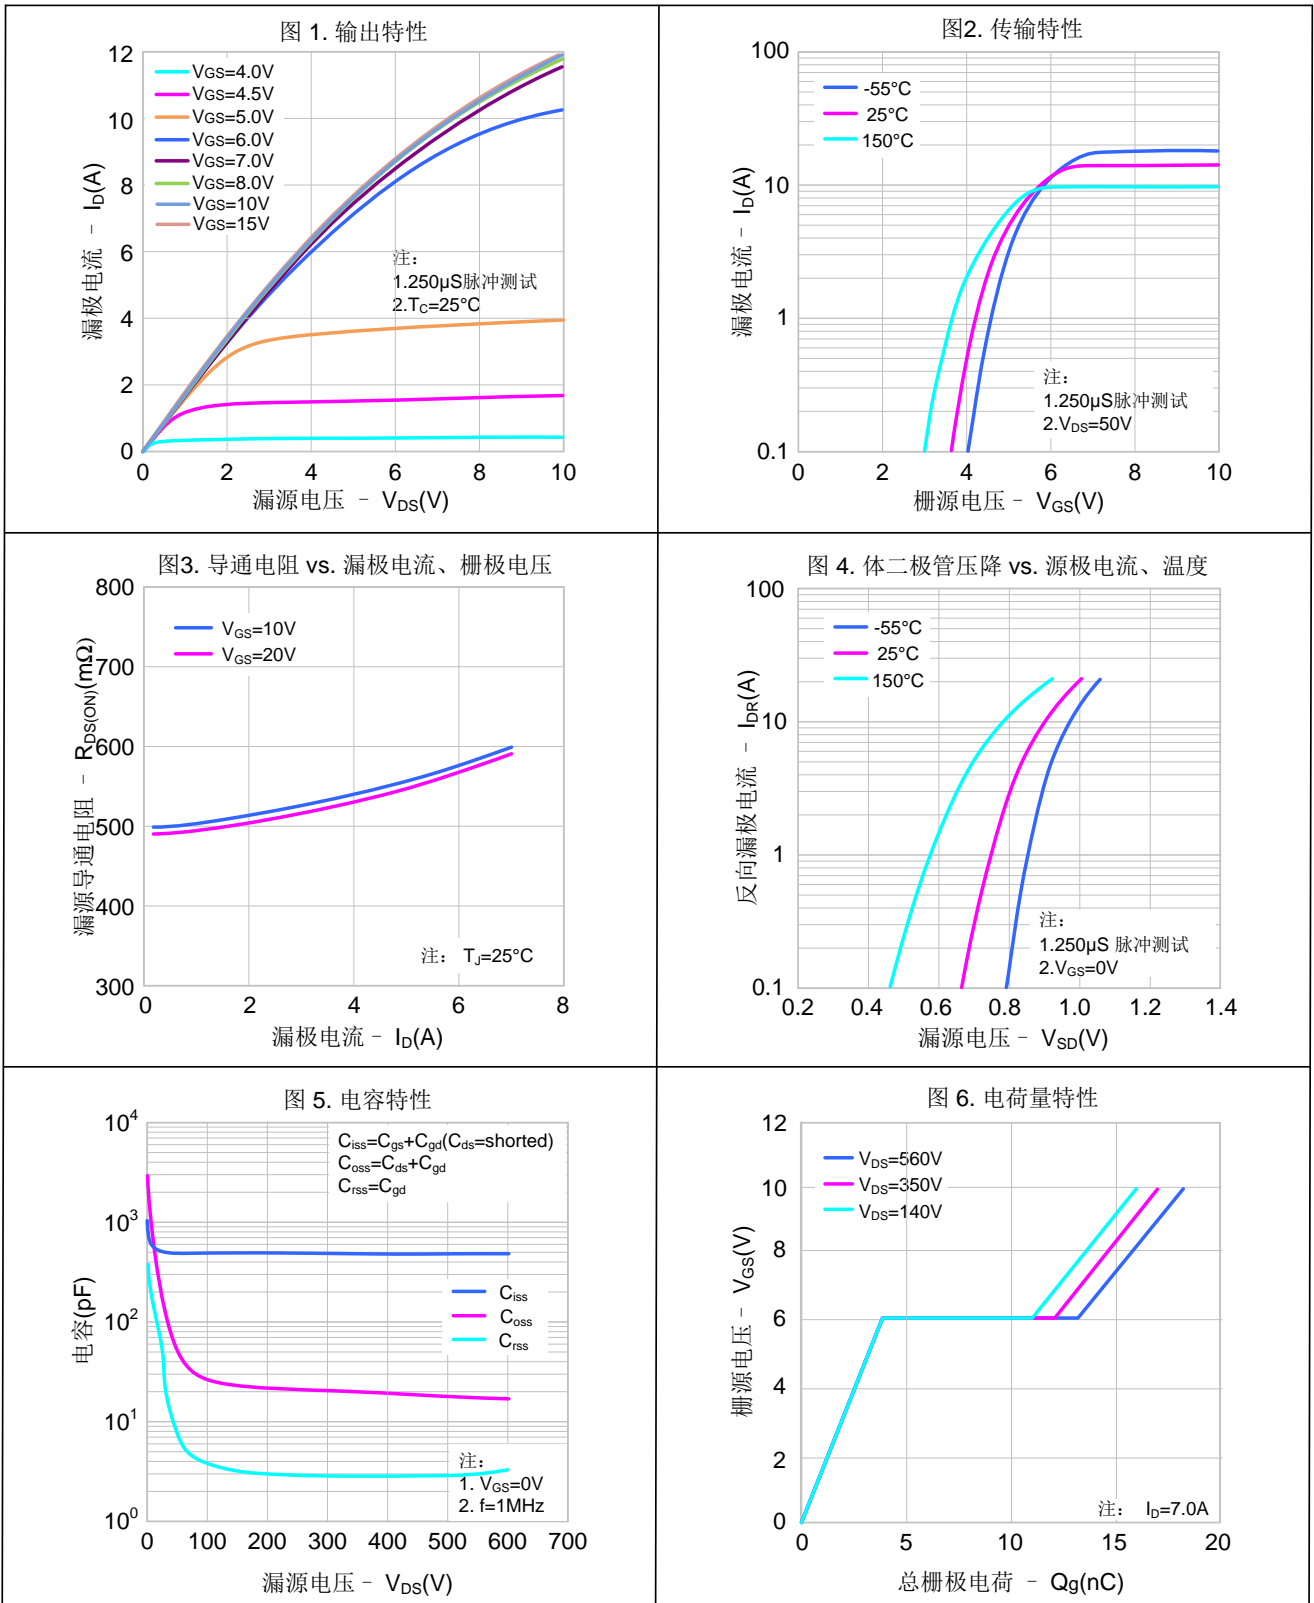 图 1. 输出特性
漏极电流 － ID(A)
12
10
8
6
4
2
0
VGS=4.0V
VGS=4.5V
VGS=5.0V
VGS=6.0V
VGS=7.0V
VGS=8.0V
VGS=10V
VGS=15V
注：
1.250μS脉冲测试
2.TC=25°C
0 2 4 6 8 10
漏源电压 － VDS(V)
图2. 传输特性
漏极电流 － ID(A)
100
10
1
0.1
-55°C
25°C
150°C
注：
1.250μS脉冲测试
2.VDS=50V
0 2 4 6 8 10
栅源电压－ VGS(V)
图3. 导通电阻 vs. 漏极电流、栅极电压
漏源导通电阻 － RDS(ON)(mΩ)
800
700
600
500
400
300
VGS=10V
VGS=20V
注： TJ=25°C
0 2 4 6 8
漏极电流－ ID(A)
图 4. 体二极管压降 vs. 源极电流、温度
反向漏极电流 － IDR(A)
100
10
1
0.1
-55°C
25°C
150°C
注：
1.250μS 脉冲测试
2.VGS=0V
0.2 0.4 0.6 0.8 1.0 1.2 1.4
漏源电压－ VSD(V)
图 5. 电容特性
电容(pF)
10⁴
10³
10²
10¹
10⁰
Ciss=Cgs+Cgd(Cds=shorted)
Coss=Cds+Cgd
Crss=Cgd
Ciss
Coss
Crss
注：
1. VGS=0V
2. f=1MHz
0 100 200 300 400 500 600 700
漏源电压－ VDS(V)
图 6. 电荷量特性
栅源电压－ VGS(V)
12
10
8
6
4
2
0
VDS=560V
VDS=350V
VDS=140V
注： ID=7.0A
0 5 10 15 20
总栅极电荷 － Qg(nC)